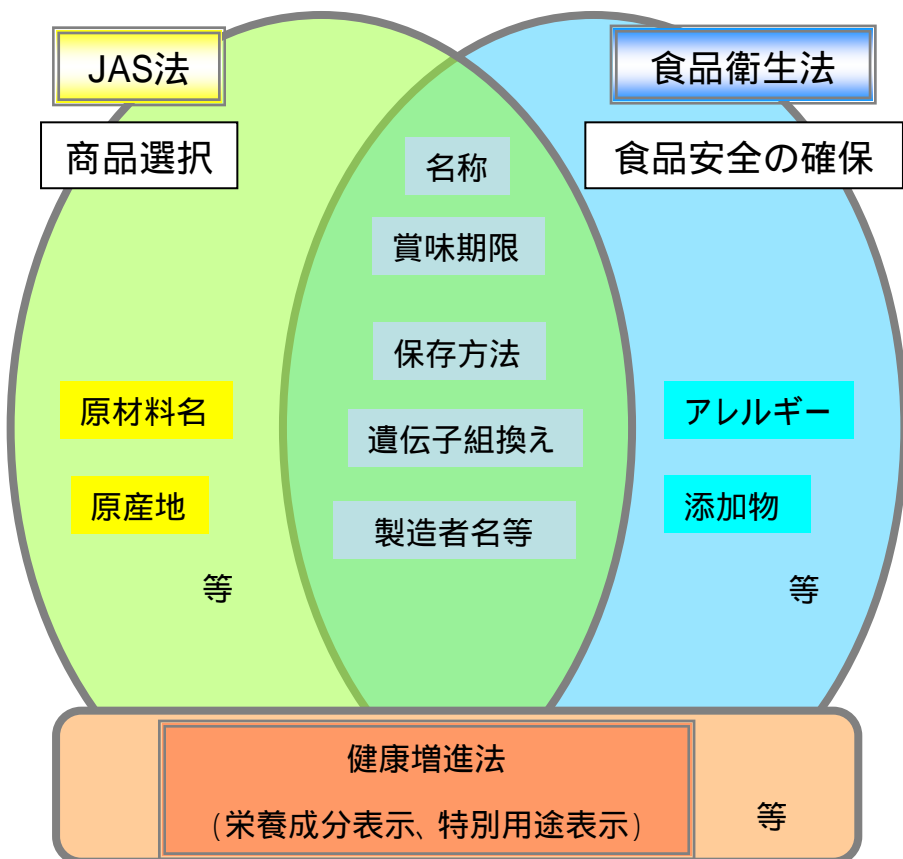 JAS法
商品選択
原材料名
原産地
等
名称
賞味期限
保存方法
遺伝子組換え
製造者名等
食品衛生法
食品安全の確保
アレルギー
添加物
等
健康増進法
(栄養成分表示、特別用途表示)
等